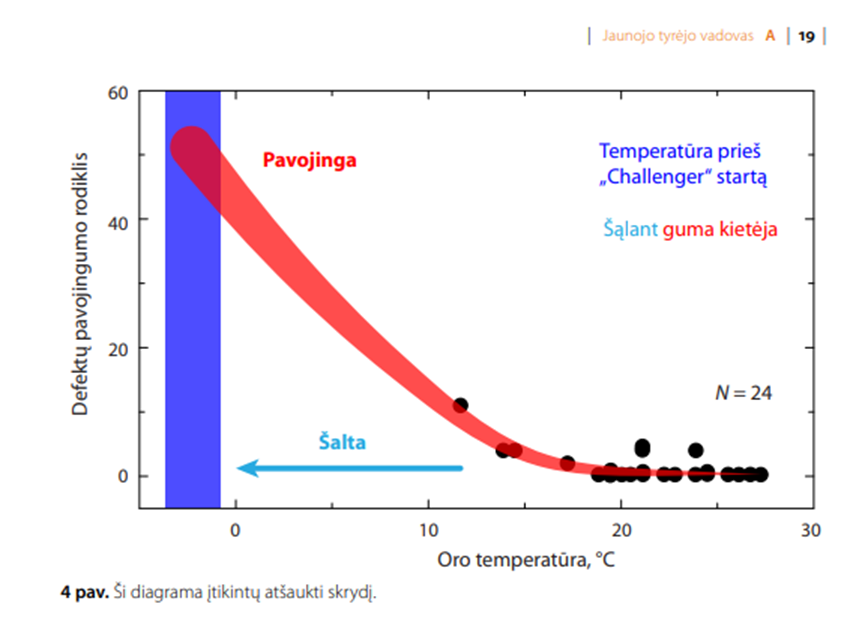 | Jaunojo tyrėjo vadovas A | 19 |
60
40
20
0
Defektų pavojingumo rodiklis
Pavojinga
Temperatūra prieš
„Challenger“ startą
Šąlant guma kietėja
N = 24
Šalta
0
10
20
30
Oro temperatūra, °C
4 pav. Ši diagrama įtikintų atšaukti skrydį.